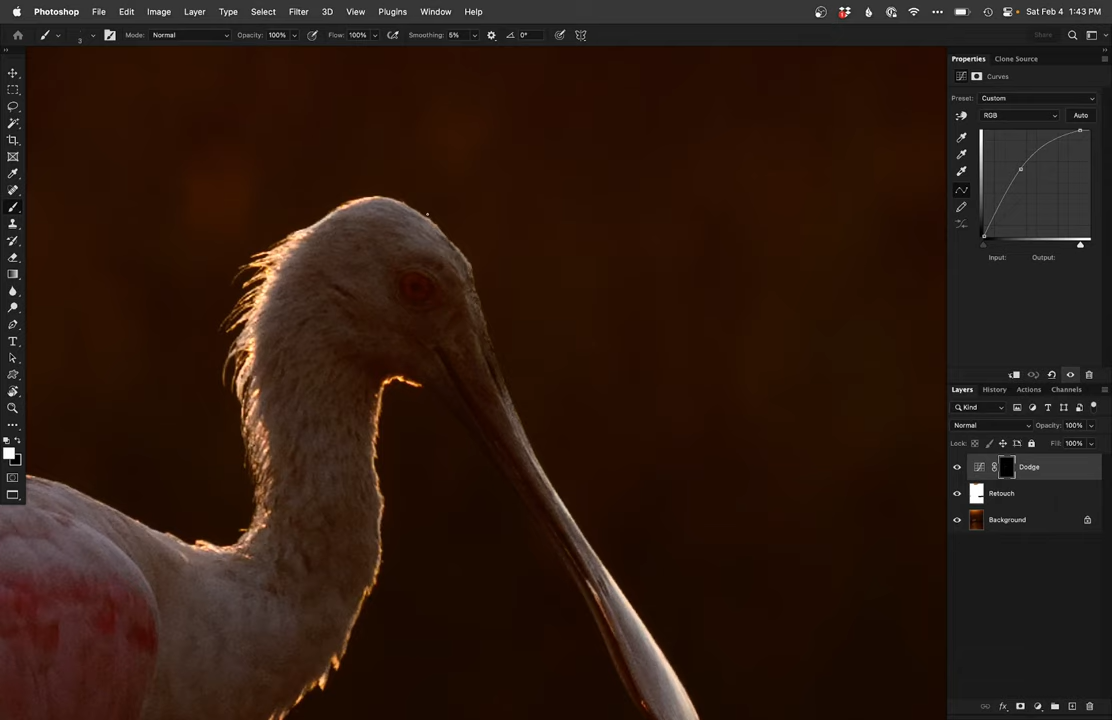 Photoshop File Edit Image Layer Type Select Filter 3D View Plugins Window Help Sat Feb 4 1:43 PM
3 Mode: Normal Opacity: 100% Flow: 100% Smoothing: 5% 0° Share
Properties Clone Source
Curves
Preset: Custom
RGB Auto
Input: Output:
Layers History Actions Channels
Kind
Normal Opacity: 100%
Lock: Fill: 100%
Dodge
Retouch
Background
fx